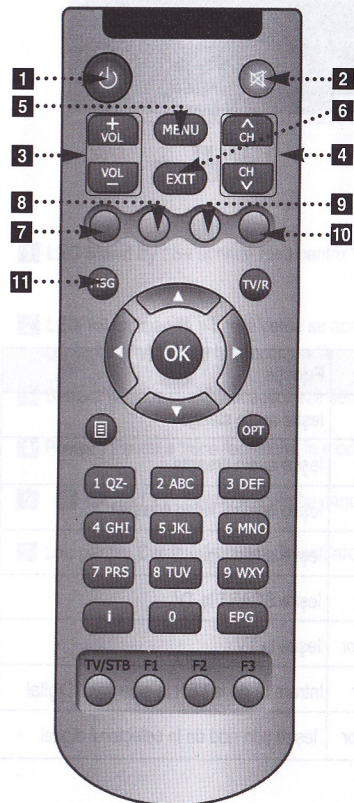 1
2
5
6
+ VOL
MENU
CH
3
4
VOL −
EXIT
CH
8
9
7
10
11
MSG
TV/R
OK
OPT
1 QZ- 2 ABC 3 DEF
4 GHI 5 JKL 6 MNO
7 PRS 8 TUV 9 WXY
i 0 EPG
TV/STB F1 F2 F3